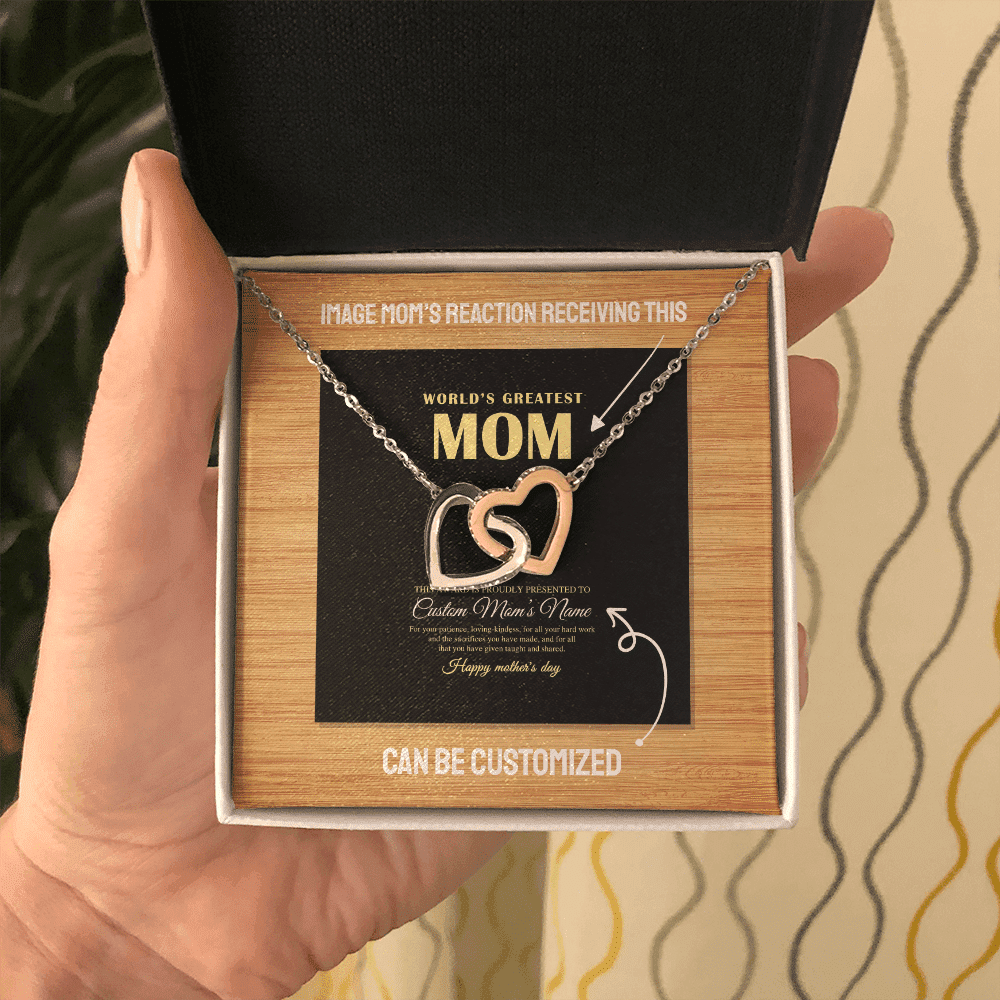 IMAGE MOM'S REACTION RECEIVING THIS
WORLD'S GREATEST
MOM
THIS AWARD IS PROUDLY PRESENTED TO
Custom Mom's Name
For your patience, loving-kindess, for all your hard work
and the sacrifices you have made, and for all
that you have given taught and shared.
Happy mother's day
CAN BE CUSTOMIZED